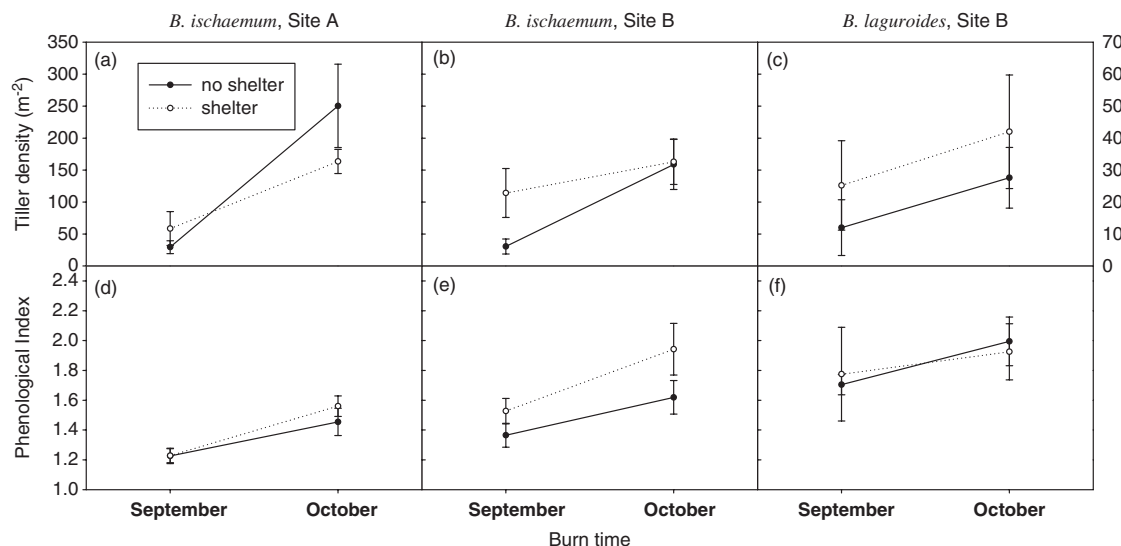 B. ischaemum, Site A B. ischaemum, Site B B. laguroides, Site B
350 (a) (b) (c) 70
300 60
250 50
200 40
150 30
100 20
50 10
0 0
no shelter
shelter
Tiller density (m⁻²)
2.4 (d) (e) (f)
2.2
2.0
1.8
1.6
1.4
1.2
1.0
Phenological Index
September October September October September October
Burn time